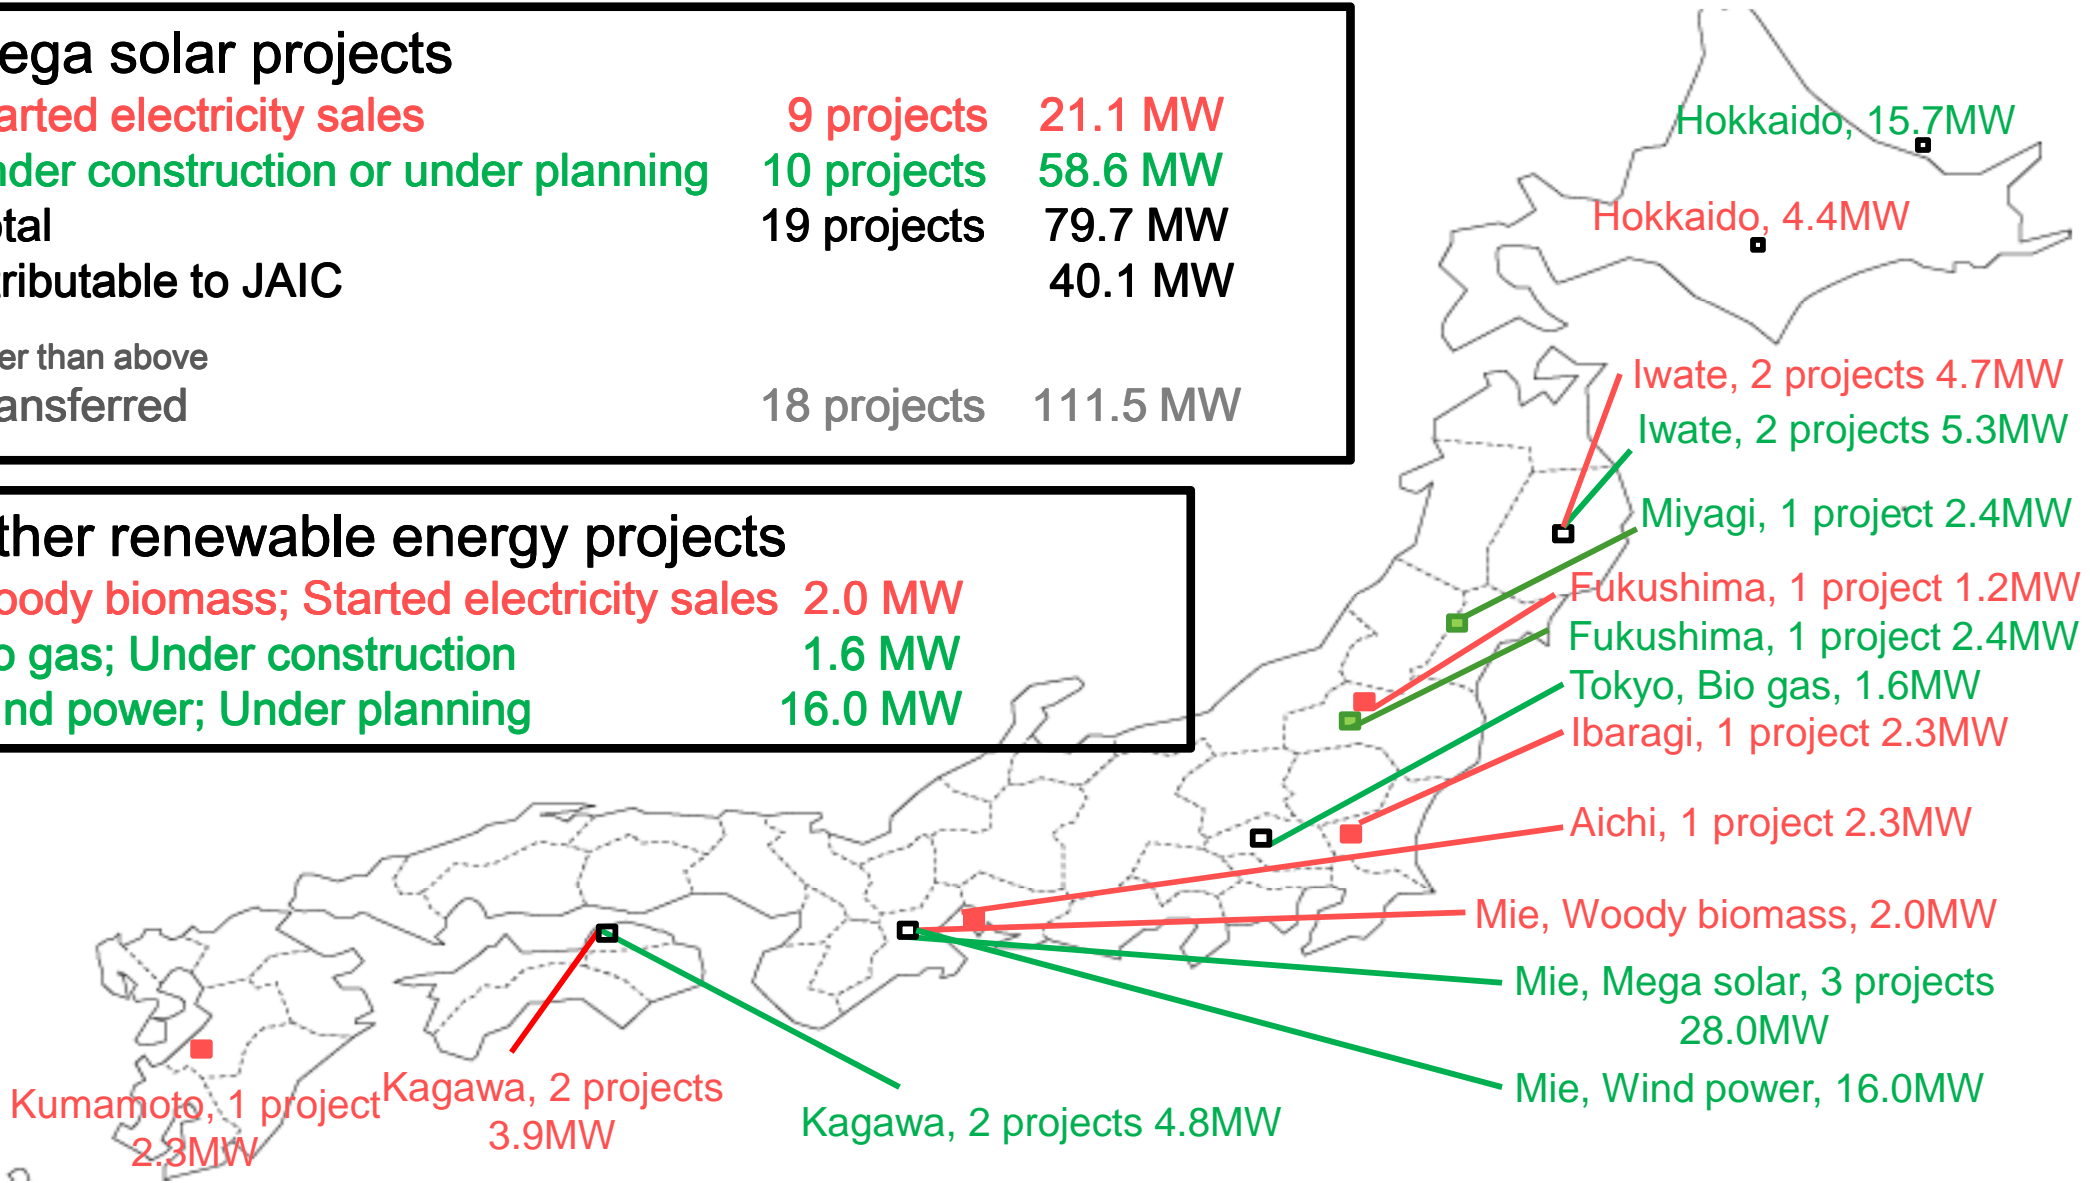 ega solar projects
arted electricity sales 9 projects 21.1 MW
nder construction or under planning 10 projects 58.6 MW
otal 19 projects 79.7 MW
tributable to JAIC 40.1 MW
er than above
ansferred 18 projects 111.5 MW
ther renewable energy projects
oody biomass; Started electricity sales 2.0 MW
o gas; Under construction 1.6 MW
nd power; Under planning 16.0 MW
Hokkaido, 15.7MW
Hokkaido, 4.4MW
Iwate, 2 projects 4.7MW
Iwate, 2 projects 5.3MW
Miyagi, 1 project 2.4MW
Fukushima, 1 project 1.2MW
Fukushima, 1 project 2.4MW
Tokyo, Bio gas, 1.6MW
Ibaragi, 1 project 2.3MW
Aichi, 1 project 2.3MW
Mie, Woody biomass, 2.0MW
Mie, Mega solar, 3 projects
28.0MW
Mie, Wind power, 16.0MW
Kagawa, 2 projects 4.8MW
Kagawa, 2 projects
3.9MW
Kumamoto, 1 project
2.3MW